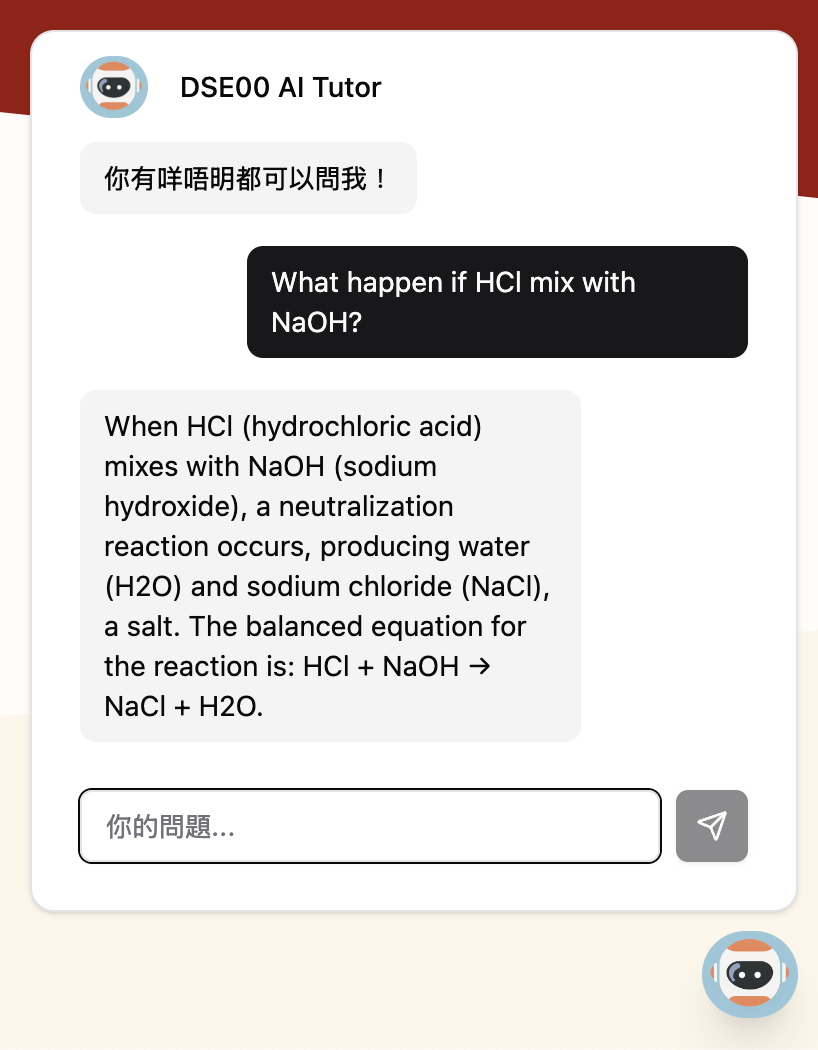 DSE00 AI Tutor
你有咩唔明都可以問我！
What happen if HCl mix with
NaOH?
When HCl (hydrochloric acid)
mixes with NaOH (sodium
hydroxide), a neutralization
reaction occurs, producing water
(H2O) and sodium chloride (NaCl),
a salt. The balanced equation for
the reaction is: HCl + NaOH →
NaCl + H2O.
你的問題...